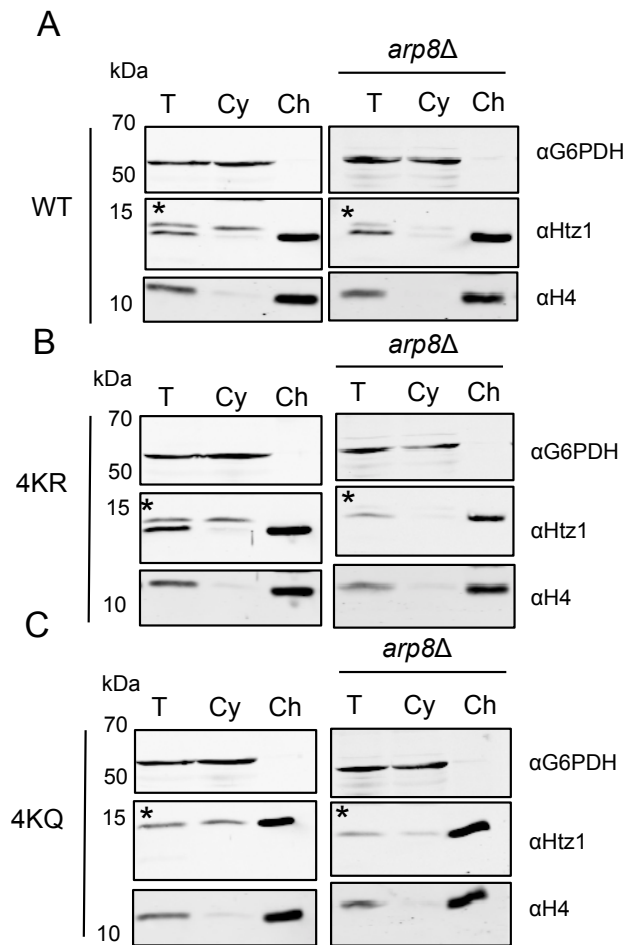 A
arp8Δ
kDa
T Cy Ch T Cy Ch
70
50
αG6PDH
WT
15
*
*
αHtz1
10
αH4
B
arp8Δ
kDa
T Cy Ch T Cy Ch
70
50
αG6PDH
4KR
15
*
*
αHtz1
10
αH4
C
arp8Δ
kDa
T Cy Ch T Cy Ch
70
50
αG6PDH
4KQ
15
*
*
αHtz1
10
αH4